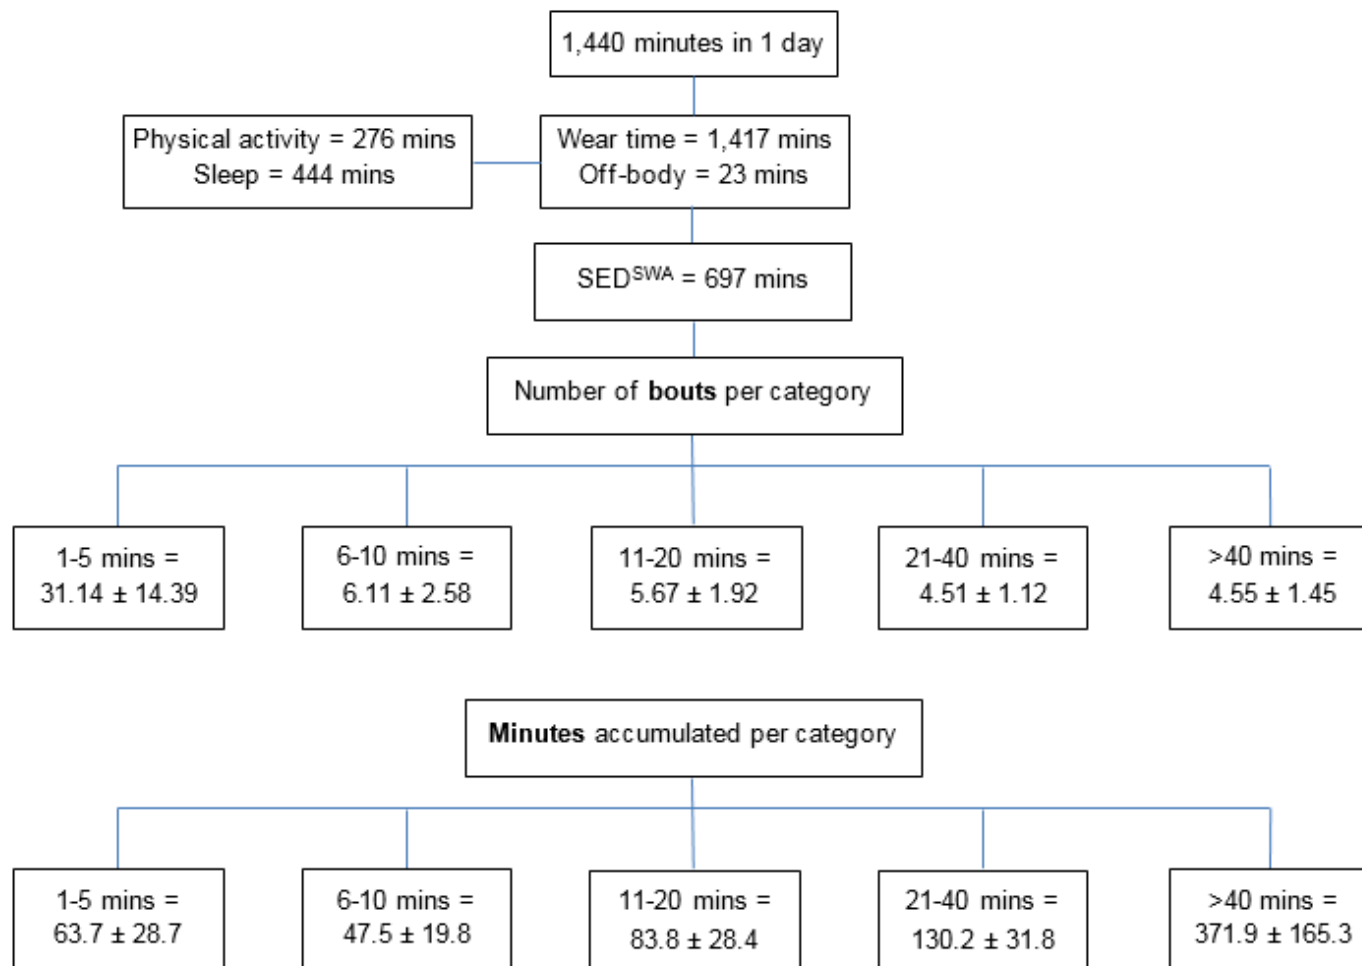 1,440 minutes in 1 day
Physical activity = 276 mins
Sleep = 444 mins
Wear time = 1,417 mins
Off-body = 23 mins
SEDSWA = 697 mins
Number of bouts per category
1-5 mins =
31.14 ± 14.39
6-10 mins =
6.11 ± 2.58
11-20 mins =
5.67 ± 1.92
21-40 mins =
4.51 ± 1.12
>40 mins =
4.55 ± 1.45
Minutes accumulated per category
1-5 mins =
63.7 ± 28.7
6-10 mins =
47.5 ± 19.8
11-20 mins =
83.8 ± 28.4
21-40 mins =
130.2 ± 31.8
>40 mins =
371.9 ± 165.3